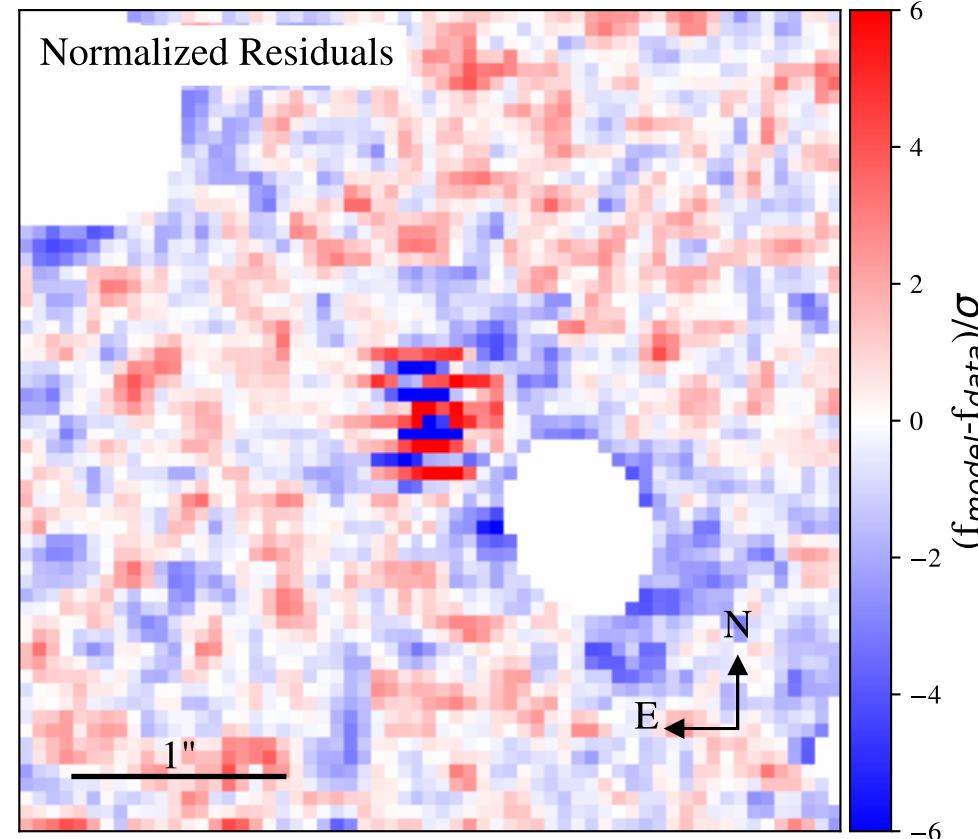 Normalized Residuals
6
4
2
0
−2
−4
−6
(f_model-f_data)/σ
N
E
1"